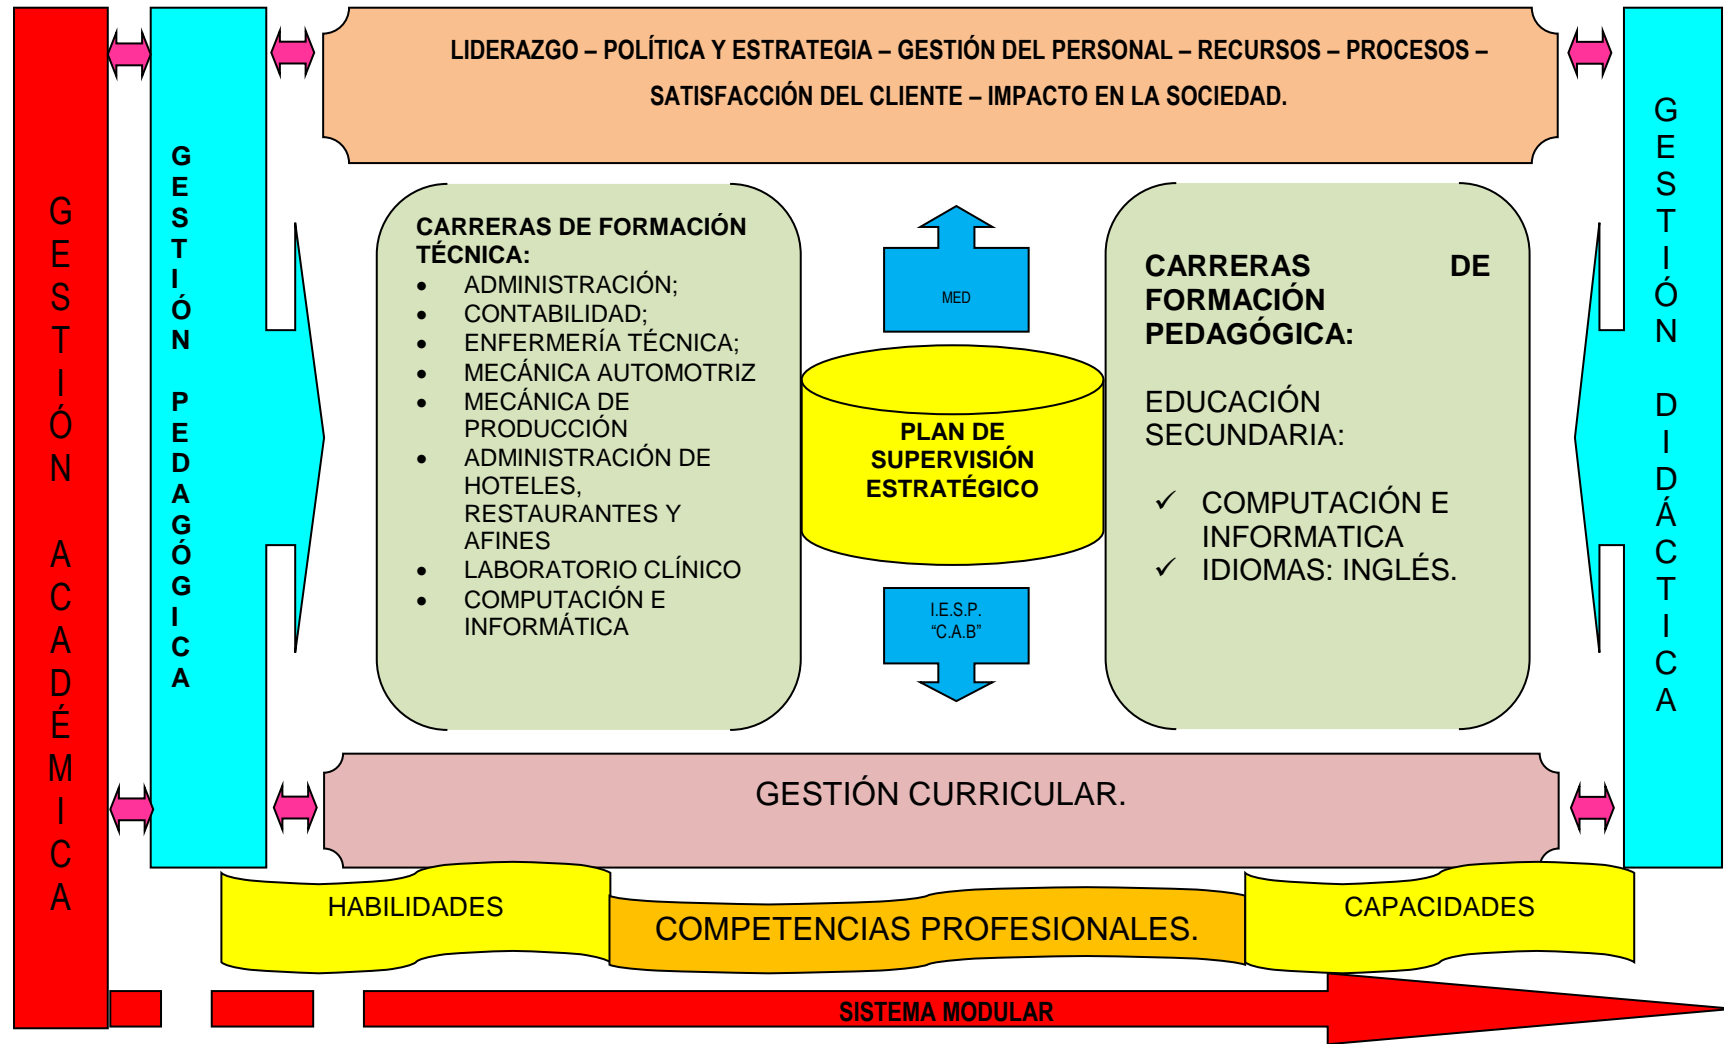 LIDERAZGO – POLÍTICA Y ESTRATEGIA – GESTIÓN DEL PERSONAL – RECURSOS – PROCESOS –
SATISFACCIÓN DEL CLIENTE – IMPACTO EN LA SOCIEDAD.
GESTIÓN ACADÉMICA
GESTIÓN PEDAGÓGICA
CARRERAS DE FORMACIÓN
TÉCNICA:
• ADMINISTRACIÓN;
• CONTABILIDAD;
• ENFERMERÍA TÉCNICA;
• MECÁNICA AUTOMOTRIZ
• MECÁNICA DE
PRODUCCIÓN
• ADMINISTRACIÓN DE
HOTELES,
RESTAURANTES Y
AFINES
• LABORATORIO CLÍNICO
• COMPUTACIÓN E
INFORMÁTICA
MED
PLAN DE
SUPERVISIÓN
ESTRATÉGICO
I.E.S.P.
“C.A.B”
CARRERAS DE
FORMACIÓN
PEDAGÓGICA:
EDUCACIÓN
SECUNDARIA:
✓ COMPUTACIÓN E
INFORMATICA
✓ IDIOMAS: INGLÉS.
GESTIÓN DIDÁCTICA
GESTIÓN CURRICULAR.
HABILIDADES
COMPETENCIAS PROFESIONALES.
CAPACIDADES
SISTEMA MODULAR